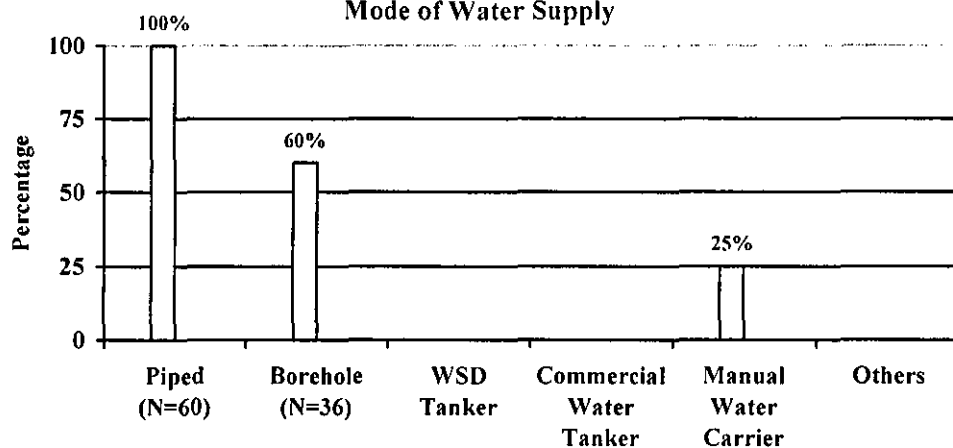 Mode of Water Supply
100%
100
75
60%
50
25%
25
0
Percentage
Piped
(N=60)
Borehole
(N=36)
WSD
Tanker
Commercial
Water
Tanker
Manual
Water
Carrier
Others